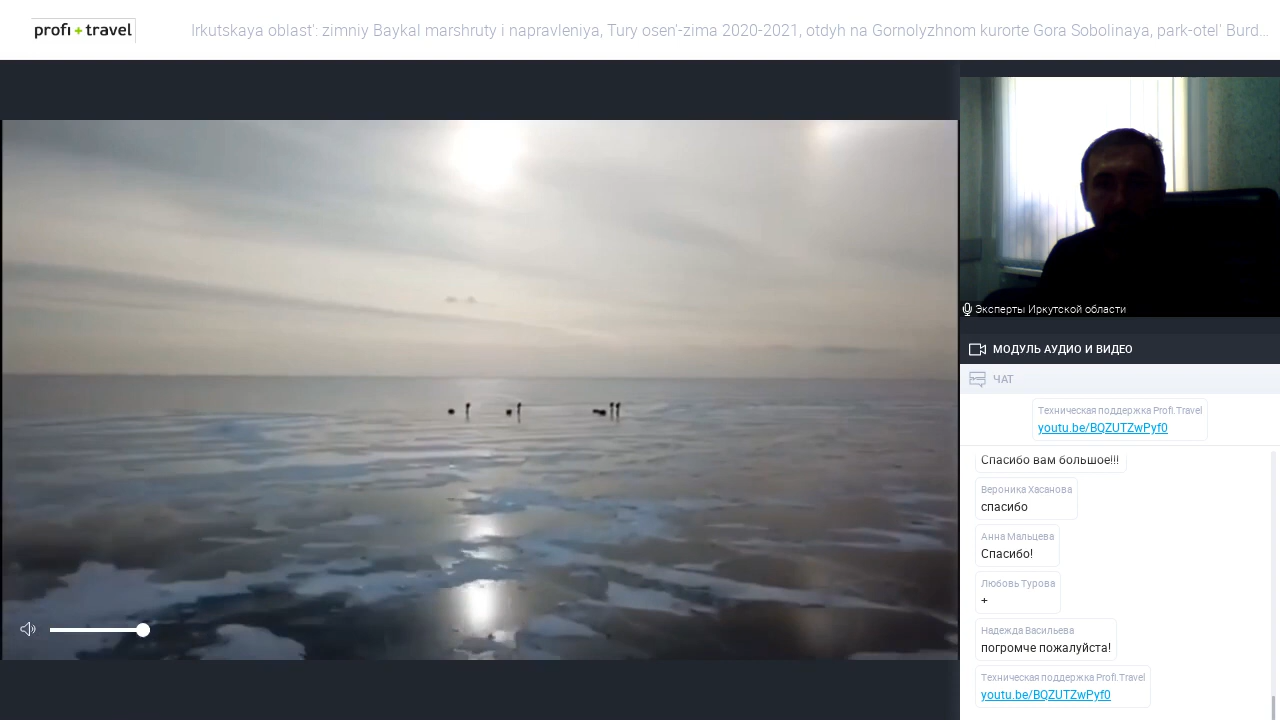 profi + travel
Irkutskaya oblast': zimniy Baykal marshruty i napravleniya, Tury osen'-zima 2020-2021, otdyh na Gornolyzhnom kurorte Gora Sobolinaya, park-otel' Burd...
Эксперты Иркутской области
МОДУЛЬ АУДИО И ВИДЕО
ЧАТ
Техническая поддержка Profi.Travel
youtu.be/BQZUTZwPyf0
Спасибо вам большое!!!
Вероника Хасанова
спасибо
Анна Мальцева
Спасибо!
Любовь Турова
+
Надежда Васильева
погромче пожалуйста!
Техническая поддержка Profi.Travel
youtu.be/BQZUTZwPyf0